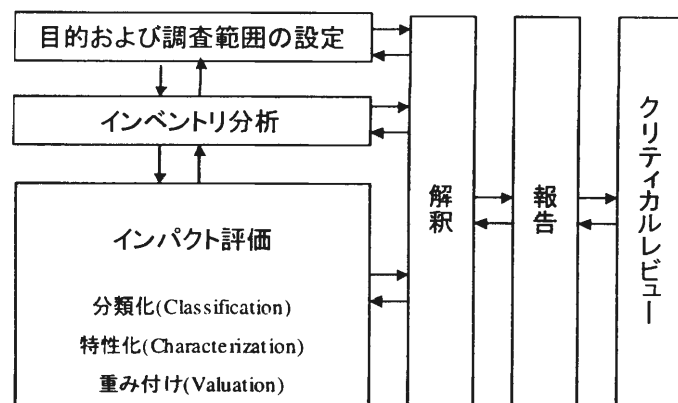 目的および調査範囲の設定
インベントリ分析
インパクト評価
分類化(Classification)
特性化(Characterization)
重み付け(Valuation)
解釈
報告
クリティカルレビュー